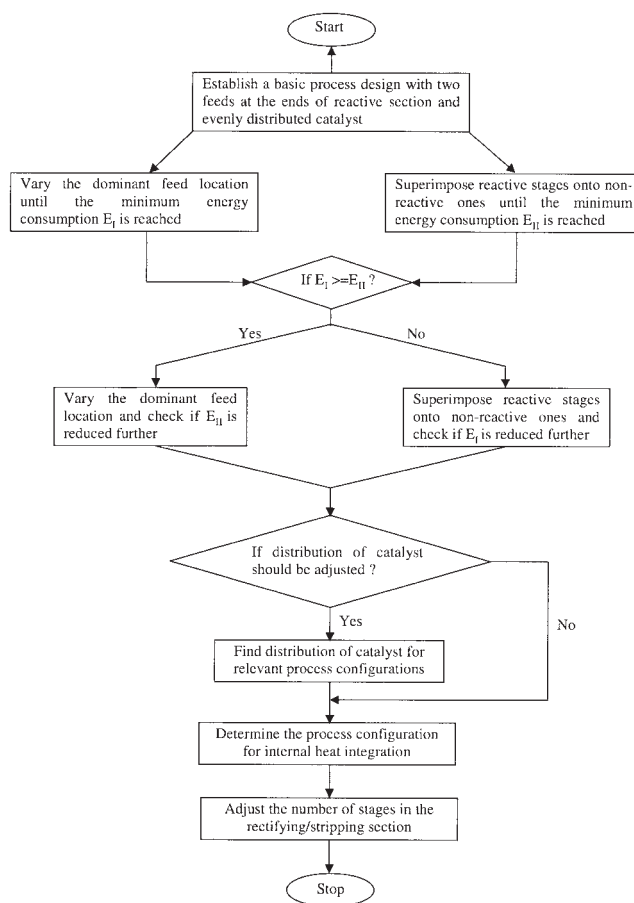 Start
Establish a basic process design with two
feeds at the ends of reactive section and
evenly distributed catalyst
Vary the dominant feed location
until the minimum energy
consumption E_I is reached
Superimpose reactive stages onto non-
reactive ones until the minimum
energy consumption E_II is reached
If E_I >=E_II ?
Yes
No
Vary the dominant feed
location and check if E_II is
reduced further
Superimpose reactive stages
onto non-reactive ones and
check if E_I is reduced further
If distribution of catalyst
should be adjusted ?
Yes
No
Find distribution of catalyst for
relevant process configurations
Determine the process configuration
for internal heat integration
Adjust the number of stages in the
rectifying/stripping section
Stop